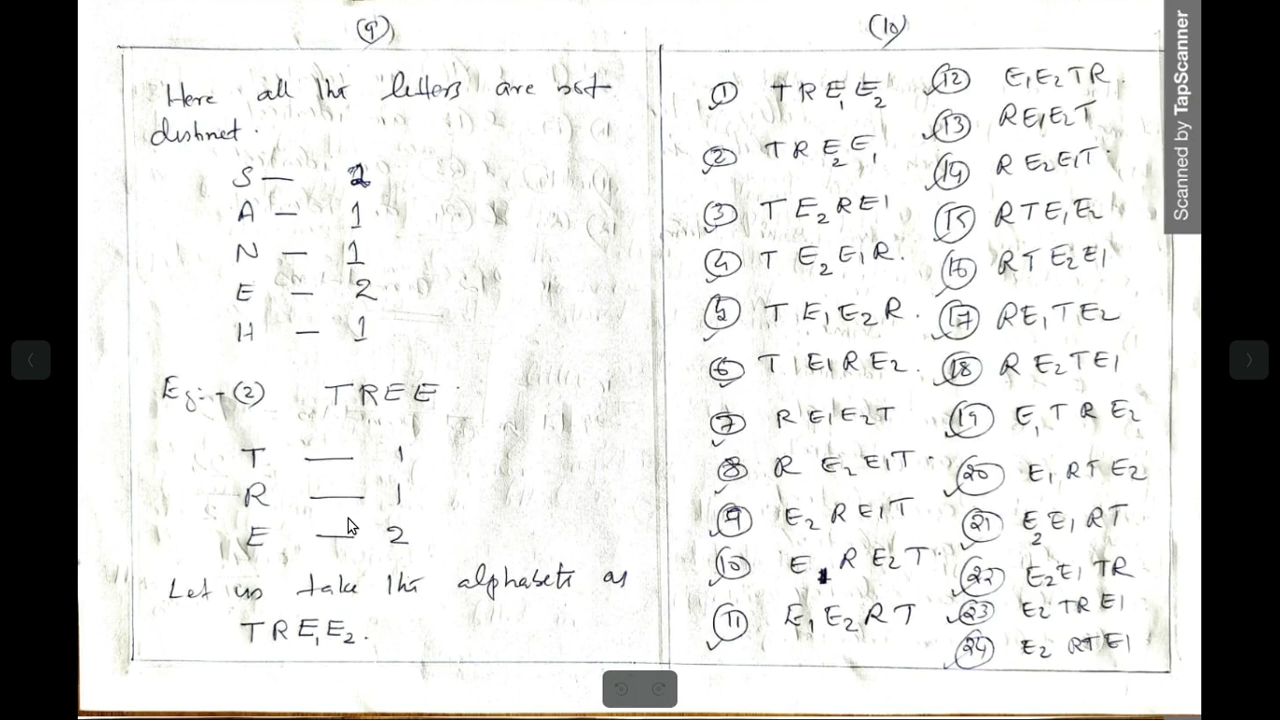 (9)
Here all the letters are not
distinct.
S — 2
A — 1
N — 1
E — 2
H — 1
Eg:-(2) TREE.
T — 1
R — 1
E — 2
Let us take the alphabets as
TRE1E2.
(10)
(1) TRE1E2
(2) TRE2E1
(3) TE2RE1
(4) TE2E1R.
(5) TE1E2R.
(6) TE1RE2.
(7) RE1E2T
(8) RE2E1T.
(9) E2RE1T
(10) E1RE2T.
(11) E1E2RT
(12) E1E2TR.
(13) RE1E2T
(14) RE2E1T.
(15) RTE1E2
(16) RTE2E1
(17) RE1TE2
(18) RE2TE1
(19) E1TRE2
(20) E1RTE2
(21) E2E1RT
(22) E2E1TR
(23) E2TRE1
(24) E2RTE1
Scanned by TapScanner